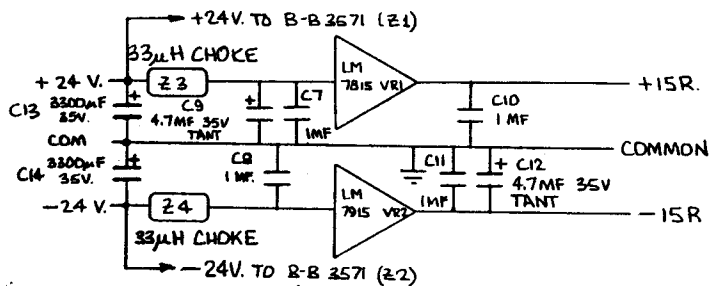 +24V. TO B-B 3571 (Z1)
33µH CHOKE
+24 V.
Z3
LM
7815 VR1
+15R.
C13
3300µF
35V.
+
C9
4.7MF 35V
TANT
+
C7
1MF
C10
1 MF
COM
COMMON
C14
3300µF
35V.
+
C8
1 MF.
C11
1MF
+
C12
4.7MF 35V
TANT
-24 V.
Z4
LM
7915 VR2
-15R
33µH CHOKE
-24V. TO B-B 3571 (Z2)